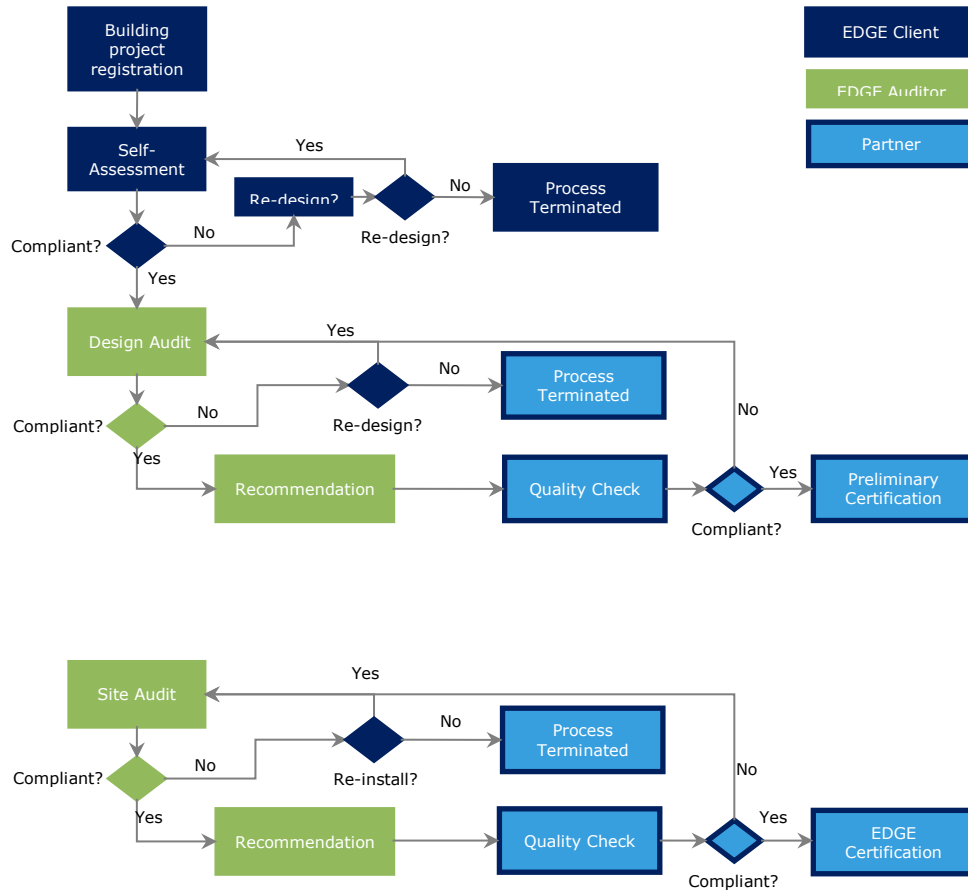 Building
project
registration
EDGE Client
EDGE Auditor
Partner
Self-
Assessment
Yes
Re-design?
No
Process
Terminated
Re-design?
Compliant?
No
Yes
Design Audit
Yes
No
Process
Terminated
No
Re-design?
Compliant?
No
Yes
Recommendation
Quality Check
Yes
Preliminary
Certification
Compliant?
Site Audit
Yes
No
Process
Terminated
No
Re-install?
Compliant?
No
Yes
Recommendation
Quality Check
Yes
EDGE
Certification
Compliant?